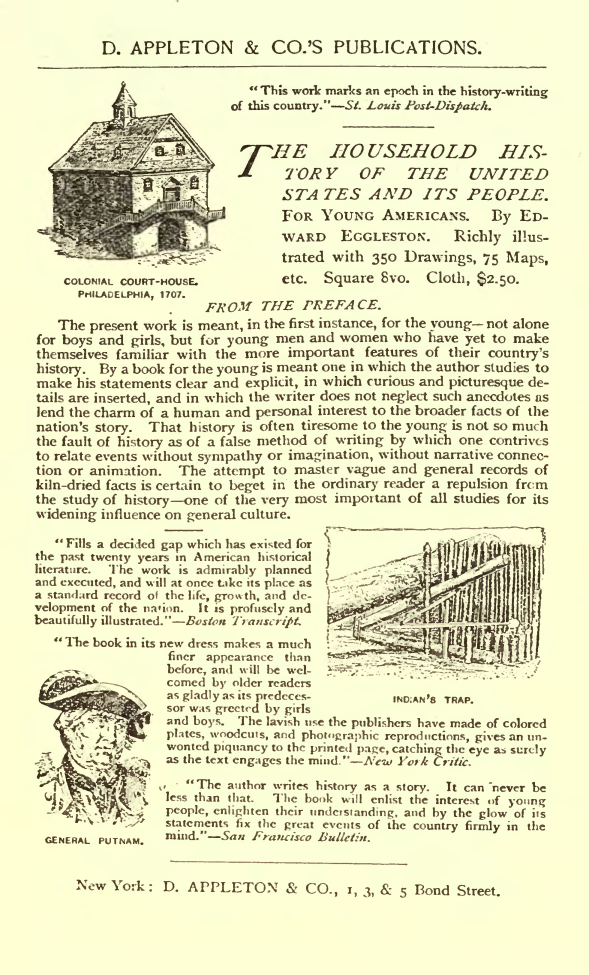 D. APPLETON & CO.'S PUBLICATIONS.
"This work marks an epoch in the history-writing
of this country."—St. Louis Post-Dispatch.
THE HOUSEHOLD HIS-
TORY OF THE UNITED
STATES AND ITS PEOPLE.
FOR YOUNG AMERICANS. By ED-
WARD EGGLESTON. Richly illus-
trated with 350 Drawings, 75 Maps,
etc. Square 8vo. Cloth, $2.50.
COLONIAL COURT-HOUSE.
PHILADELPHIA, 1707.
FROM THE PREFACE.
The present work is meant, in the first instance, for the young—not alone
for boys and girls, but for young men and women who have yet to make
themselves familiar with the more important features of their country's
history. By a book for the young is meant one in which the author studies to
make his statements clear and explicit, in which curious and picturesque de-
tails are inserted, and in which the writer does not neglect such anecdotes as
lend the charm of a human and personal interest to the broader facts of the
nation's story. That history is often tiresome to the young is not so much
the fault of history as of a false method of writing by which one contrives
to relate events without sympathy or imagination, without narrative connec-
tion or animation. The attempt to master vague and general records of
kiln-dried facts is certain to beget in the ordinary reader a repulsion from
the study of history—one of the very most important of all studies for its
widening influence on general culture.
"Fills a decided gap which has existed for
the past twenty years in American historical
literature. The work is admirably planned
and executed, and will at once take its place as
a standard record of the life, growth, and de-
velopment of the nation. It is profusely and
beautifully illustrated."—Boston Transcript.
INDIAN'S TRAP.
"The book in its new dress makes a much
finer appearance than
before, and will be wel-
comed by older readers
as gladly as its predeces-
sor was greeted by girls
and boys. The lavish use the publishers have made of colored
plates, woodcuts, and photographic reproductions, gives an un-
wonted piquancy to the printed page, catching the eye as surely
as the text engages the mind."—New York Critic.
GENERAL PUTNAM.
"The author writes history as a story. It can never be
less than that. The book will enlist the interest of young
people, enlighten their understanding, and by the glow of its
statements fix the great events of the country firmly in the
mind."—San Francisco Bulletin.
New York: D. APPLETON & CO., 1, 3, & 5 Bond Street.